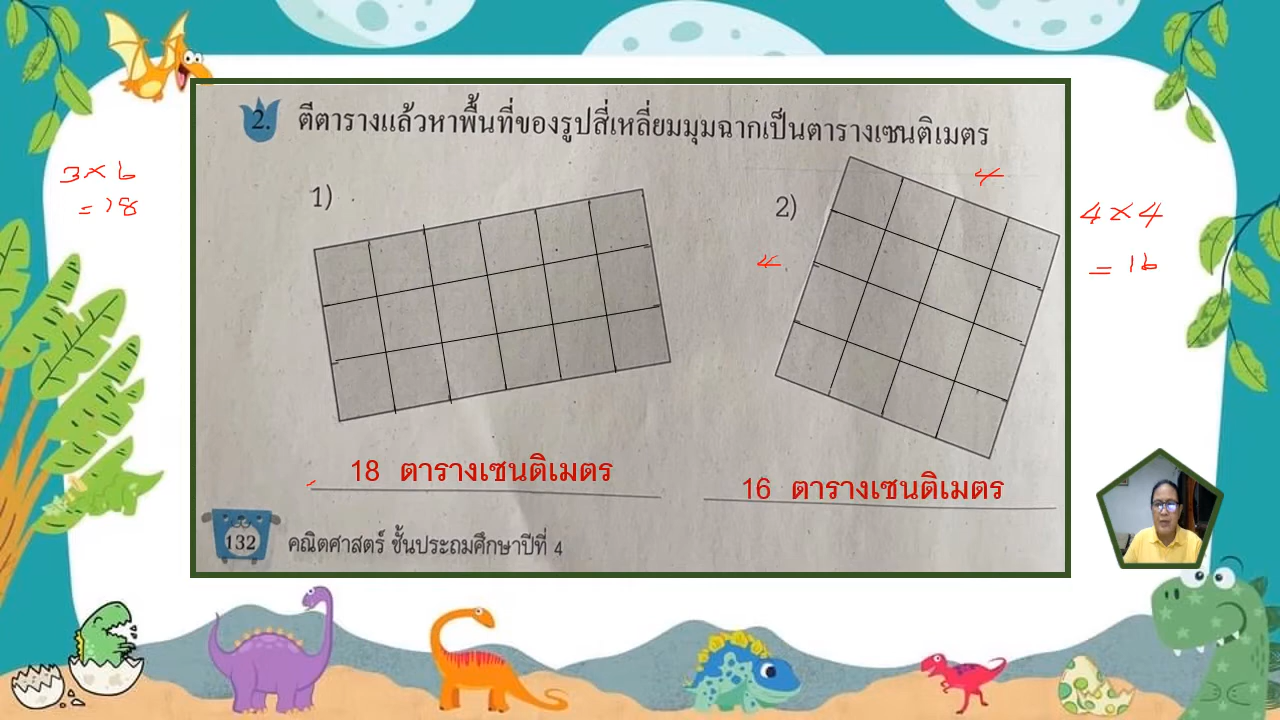 2. ตีตารางแล้วหาพื้นที่ของรูปสี่เหลี่ยมมุมฉากเป็นตารางเซนติเมตร
3 × 6
= 18
1)
2)
4
4
4 × 4
= 16
18 ตารางเซนติเมตร
16 ตารางเซนติเมตร
132 คณิตศาสตร์ ชั้นประถมศึกษาปีที่ 4